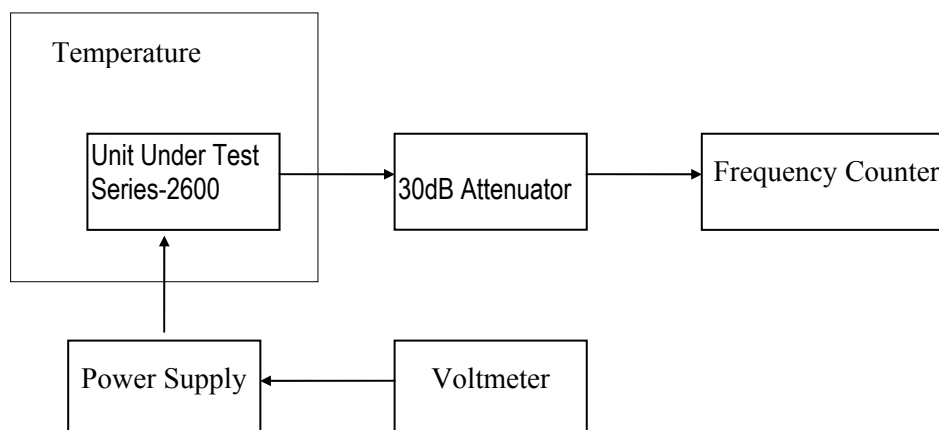 Temperature
Unit Under Test
Series-2600
30dB Attenuator
Frequency Counter
Power Supply
Voltmeter